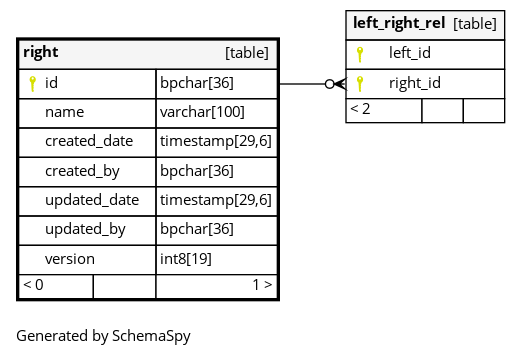 right [table]
id bpchar[36]
name varchar[100]
created_date timestamp[29,6]
created_by bpchar[36]
updated_date timestamp[29,6]
updated_by bpchar[36]
version int8[19]
< 0 1 >
left_right_rel [table]
left_id
right_id
< 2
Generated by SchemaSpy